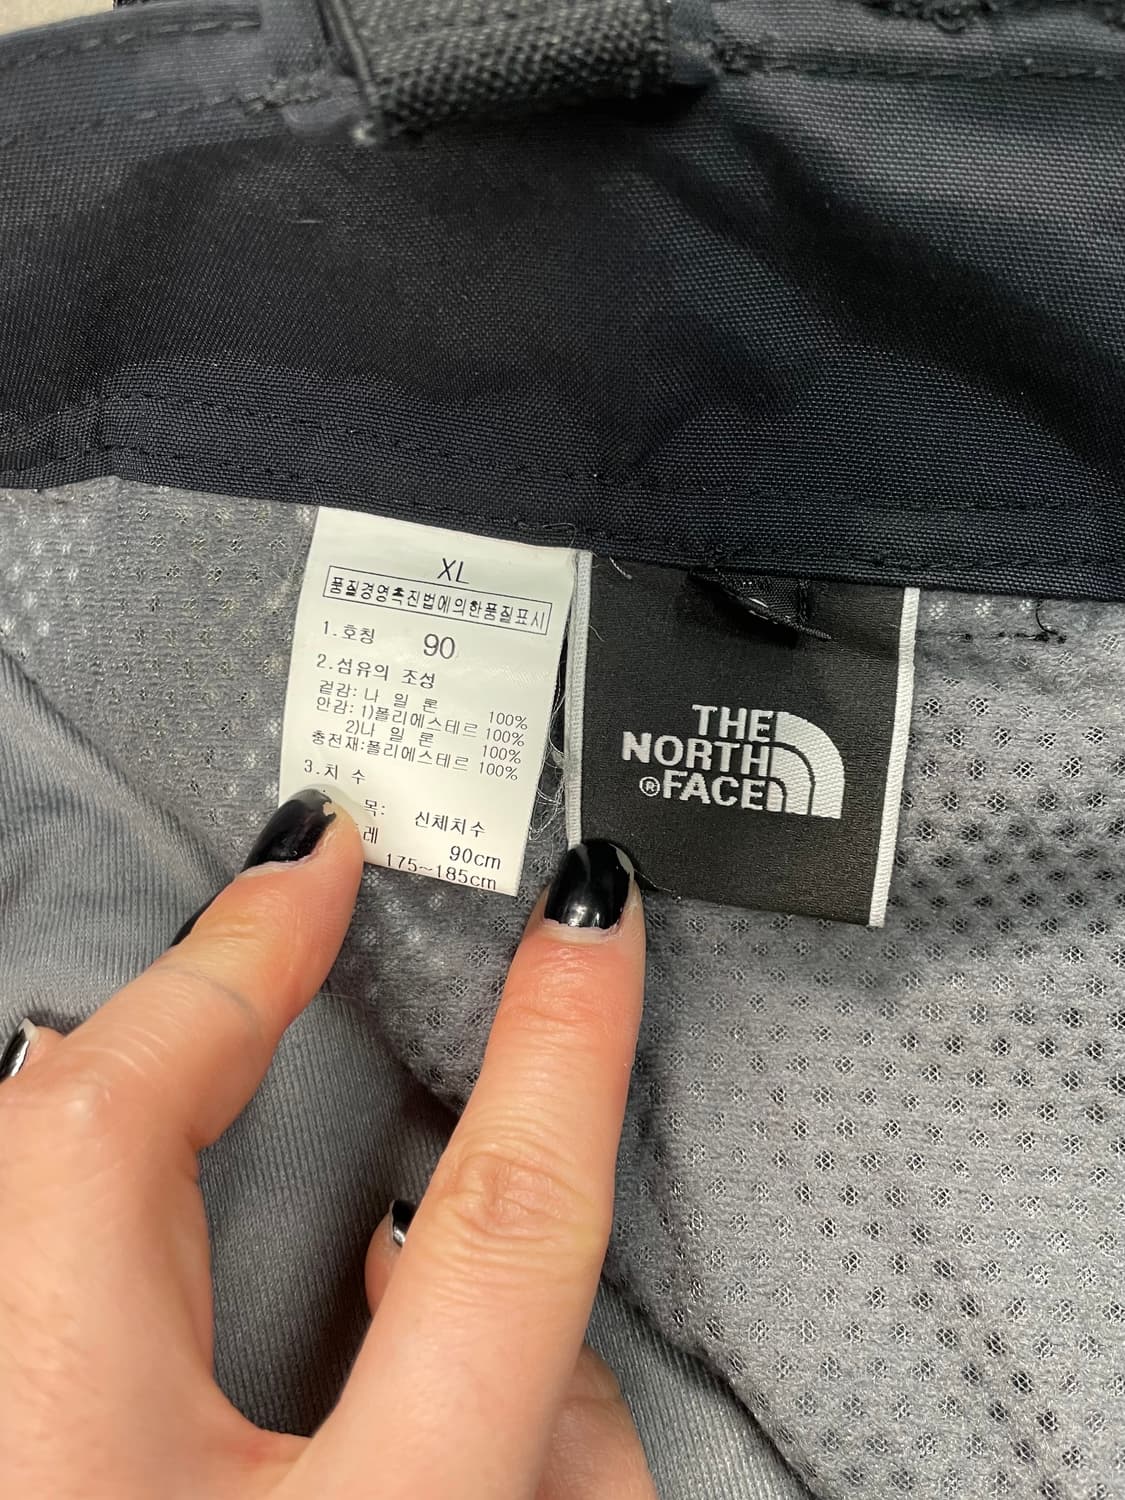 XL
품질경영촉진법에의한품질표시
1.호칭 90
2.섬유의 조성
겉감: 나 일 론 100%
안감: 1)폴리에스테르 100%
2)나 일 론 100%
충전재:폴리에스테르 100%
3.치 수
목: 신체치수
레 90cm
175~185cm
THE
NORTH
®FACE